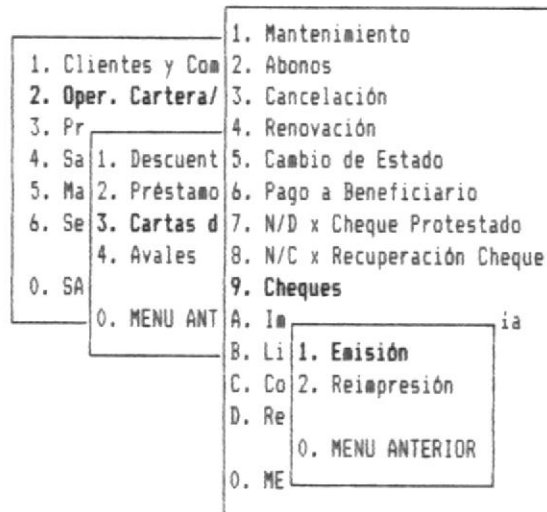 1. Mantenimiento
1. Clientes y Com 2. Abonos
2. Oper. Cartera/ 3. Cancelación
3. Pr 4. Renovación
4. Sa 1. Descuent 5. Cambio de Estado
5. Ma 2. Préstamo 6. Pago a Beneficiario
6. Se 3. Cartas d 7. N/D x Cheque Protestado
4. Avales 8. N/C x Recuperación Cheque
0. SA 9. Cheques
0. MENU ANT A. Im ia
B. Li 1. Emisión
C. Co 2. Reimpresión
D. Re
0. MENU ANTERIOR
0. ME